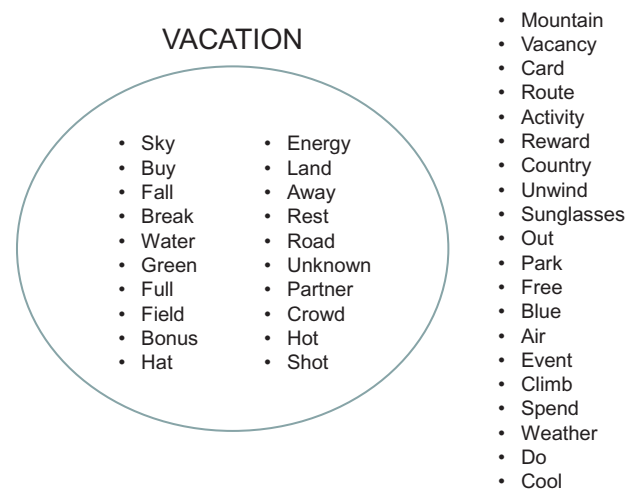 VACATION
• Sky
• Buy
• Fall
• Break
• Water
• Green
• Full
• Field
• Bonus
• Hat
• Energy
• Land
• Away
• Rest
• Road
• Unknown
• Partner
• Crowd
• Hot
• Shot
• Mountain
• Vacancy
• Card
• Route
• Activity
• Reward
• Country
• Unwind
• Sunglasses
• Out
• Park
• Free
• Blue
• Air
• Event
• Climb
• Spend
• Weather
• Do
• Cool